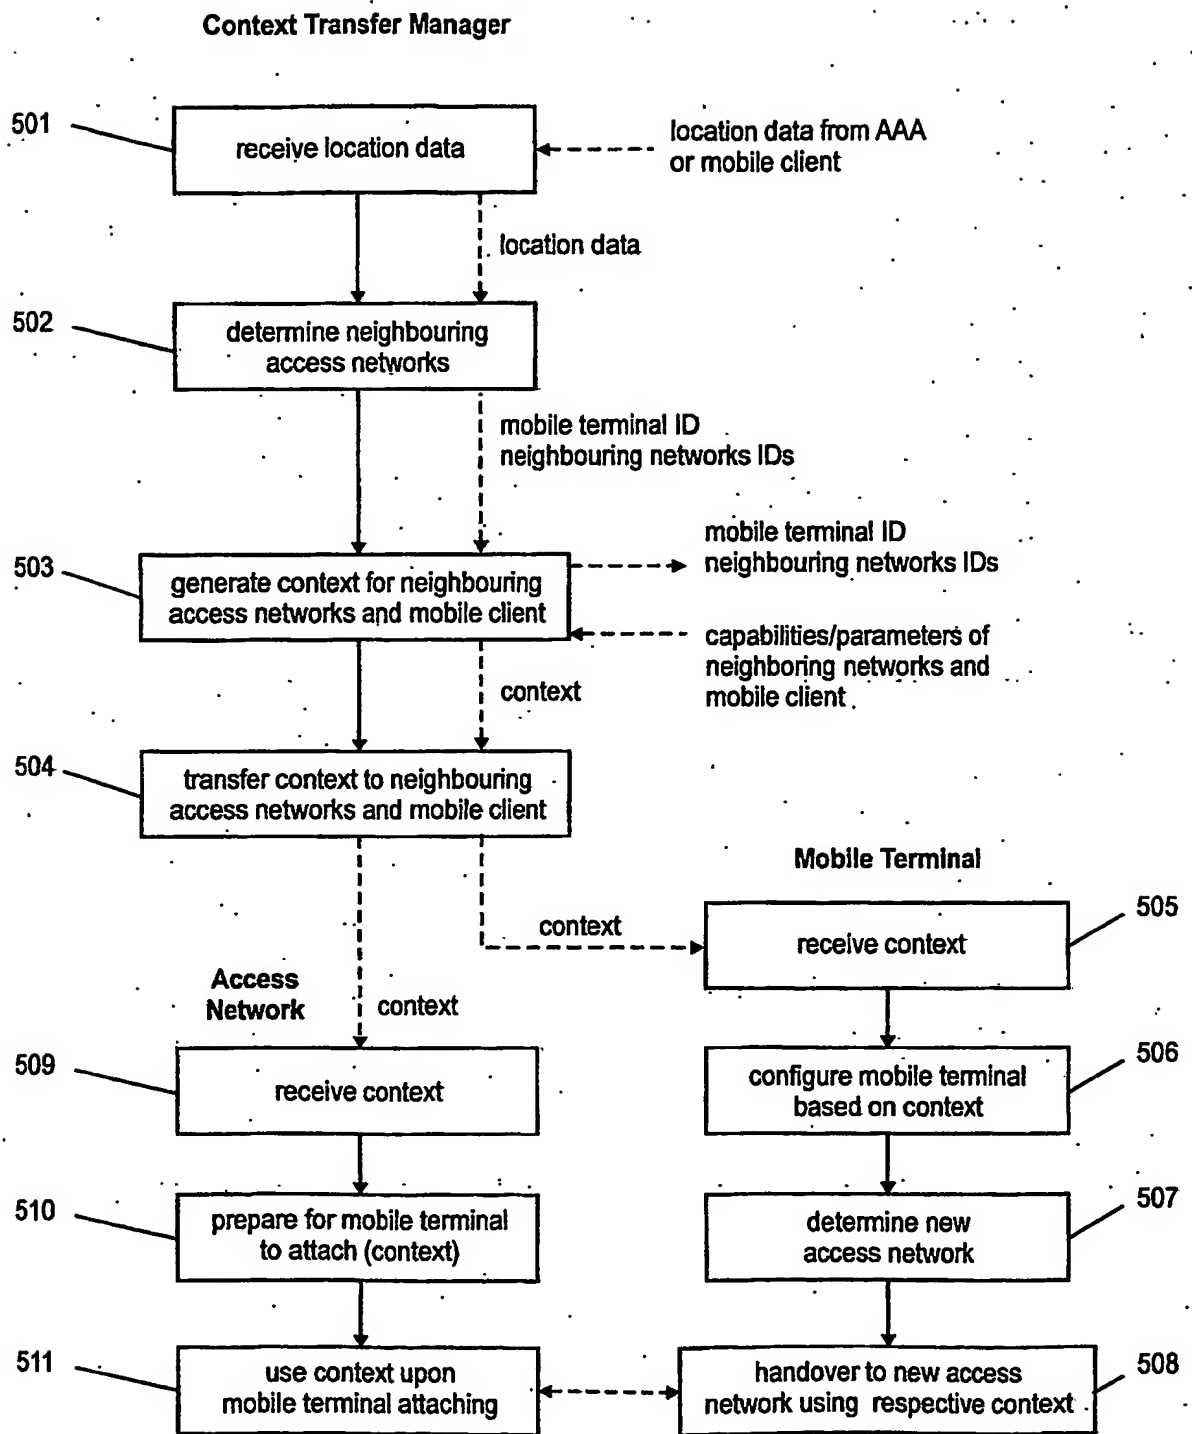 Context Transfer Manager
501
receive location data
location data from AAA
or mobile client
location data
502
determine neighbouring
access networks
mobile terminal ID
neighbouring networks IDs
503
generate context for neighbouring
access networks and mobile client
mobile terminal ID
neighbouring networks IDs
capabilities/parameters of
neighboring networks and
mobile client
context
504
transfer context to neighbouring
access networks and mobile client
Mobile Terminal
505
receive context
context
Access
Network
context
509
receive context
506
configure mobile terminal
based on context
510
prepare for mobile terminal
to attach (context)
507
determine new
access network
511
use context upon
mobile terminal attaching
508
handover to new access
network using respective context